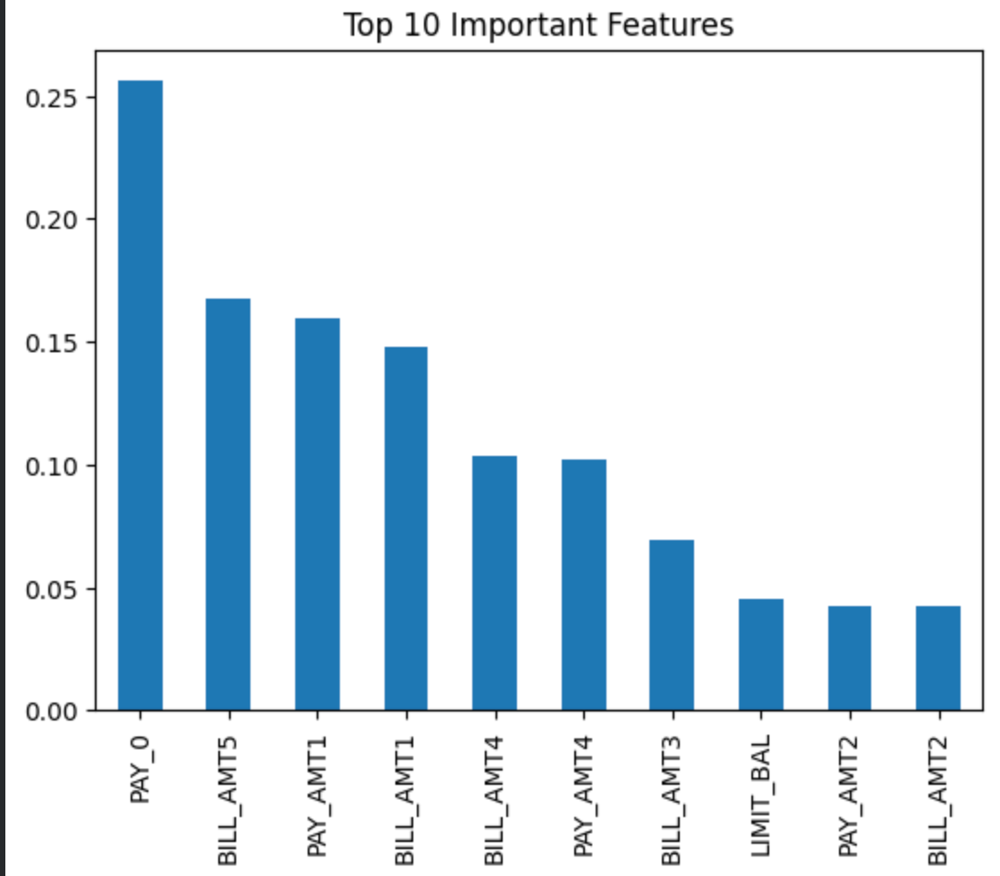 Top 10 Important Features
0.25
0.20
0.15
0.10
0.05
0.00
PAY_0
BILL_AMT5
PAY_AMT1
BILL_AMT1
BILL_AMT4
PAY_AMT4
BILL_AMT3
LIMIT_BAL
PAY_AMT2
BILL_AMT2